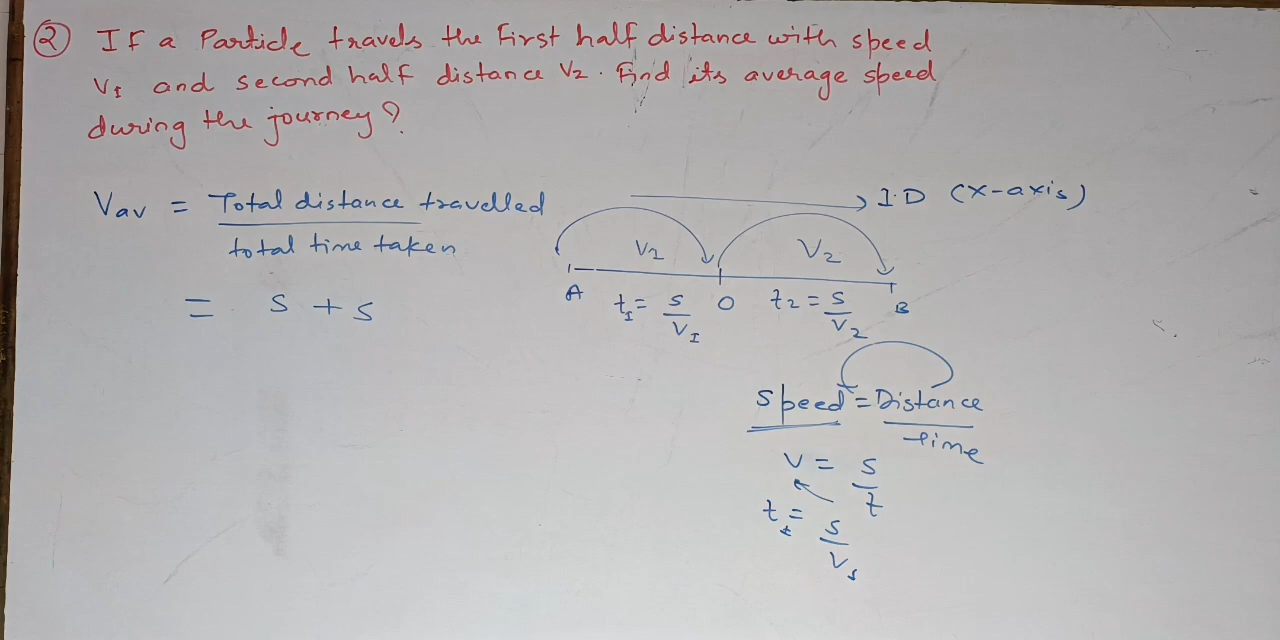 ② If a Particle travels the first half distance with speed
V₁ and second half distance V₂. Find its average speed
during the journey?
Vav = Total distance travelled
total time taken
= S + S
1.D (x-axis)
V₁ V₂
A O B
t₁ = S/V₁ t₂ = S/V₂
Speed = Distance
time
V = S/t
t₁ = S/V₁